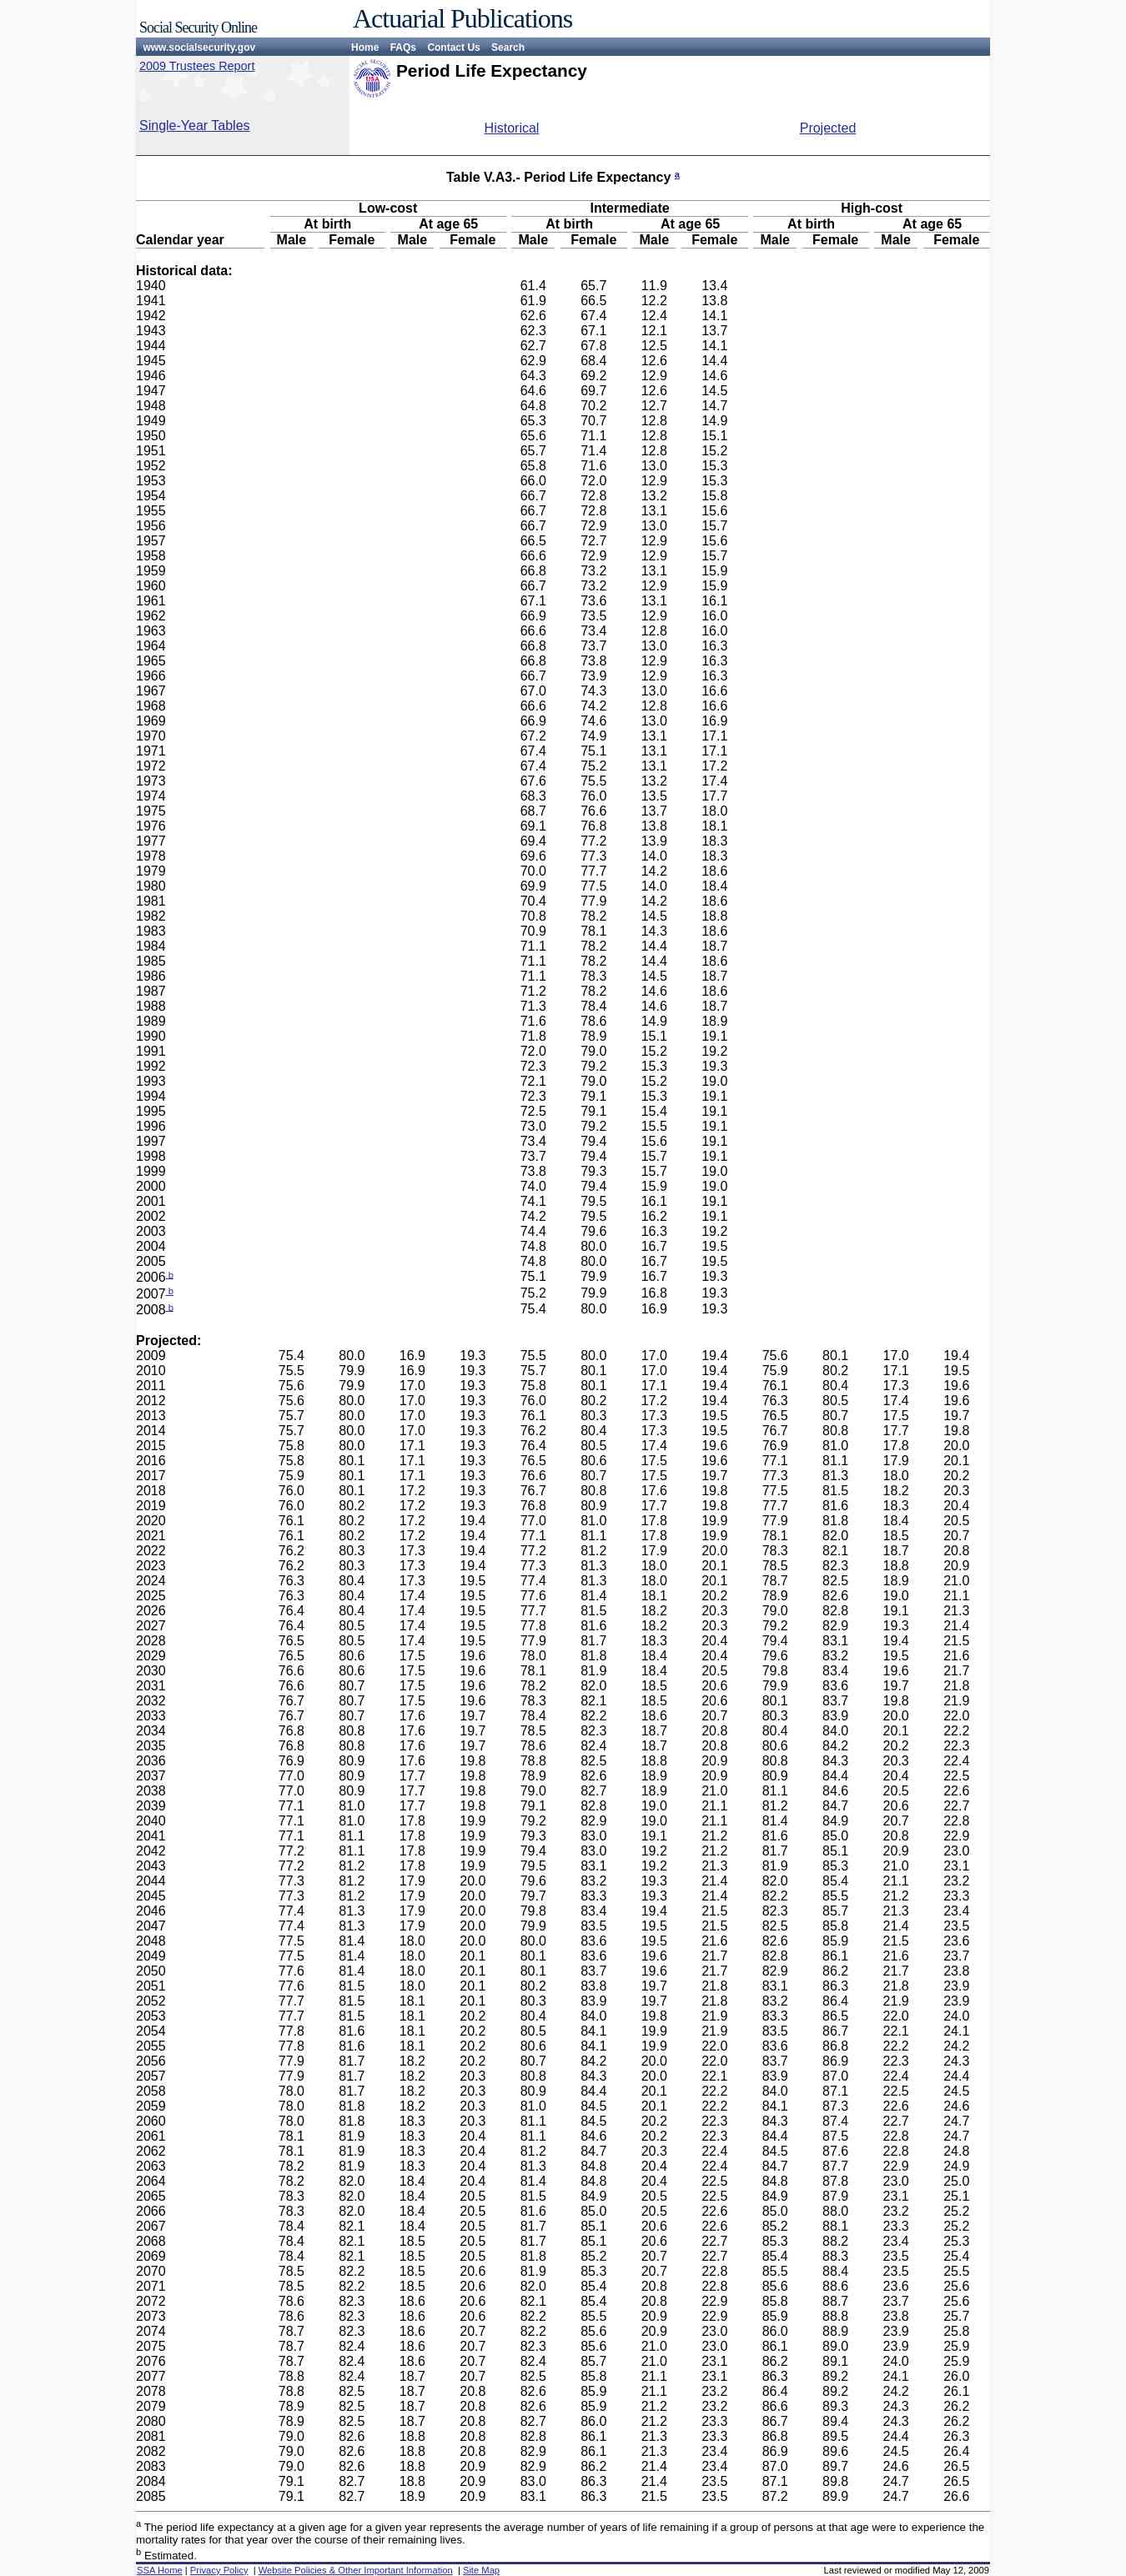 Social Security Online
Actuarial Publications
www.socialsecurity.gov Home FAQs Contact Us Search
2009 Trustees Report
SOCIAL SECURITY ADMINISTRATION USA
Period Life Expectancy
Single-Year Tables
Historical Projected
Table V.A3.- Period Life Expectancy a
Low-cost Intermediate High-cost
At birth At age 65 At birth At age 65 At birth At age 65
Calendar year Male Female Male Female Male Female Male Female Male Female Male Female
Historical data:
1940 61.4 65.7 11.9 13.4
1941 61.9 66.5 12.2 13.8
1942 62.6 67.4 12.4 14.1
1943 62.3 67.1 12.1 13.7
1944 62.7 67.8 12.5 14.1
1945 62.9 68.4 12.6 14.4
1946 64.3 69.2 12.9 14.6
1947 64.6 69.7 12.6 14.5
1948 64.8 70.2 12.7 14.7
1949 65.3 70.7 12.8 14.9
1950 65.6 71.1 12.8 15.1
1951 65.7 71.4 12.8 15.2
1952 65.8 71.6 13.0 15.3
1953 66.0 72.0 12.9 15.3
1954 66.7 72.8 13.2 15.8
1955 66.7 72.8 13.1 15.6
1956 66.7 72.9 13.0 15.7
1957 66.5 72.7 12.9 15.6
1958 66.6 72.9 12.9 15.7
1959 66.8 73.2 13.1 15.9
1960 66.7 73.2 12.9 15.9
1961 67.1 73.6 13.1 16.1
1962 66.9 73.5 12.9 16.0
1963 66.6 73.4 12.8 16.0
1964 66.8 73.7 13.0 16.3
1965 66.8 73.8 12.9 16.3
1966 66.7 73.9 12.9 16.3
1967 67.0 74.3 13.0 16.6
1968 66.6 74.2 12.8 16.6
1969 66.9 74.6 13.0 16.9
1970 67.2 74.9 13.1 17.1
1971 67.4 75.1 13.1 17.1
1972 67.4 75.2 13.1 17.2
1973 67.6 75.5 13.2 17.4
1974 68.3 76.0 13.5 17.7
1975 68.7 76.6 13.7 18.0
1976 69.1 76.8 13.8 18.1
1977 69.4 77.2 13.9 18.3
1978 69.6 77.3 14.0 18.3
1979 70.0 77.7 14.2 18.6
1980 69.9 77.5 14.0 18.4
1981 70.4 77.9 14.2 18.6
1982 70.8 78.2 14.5 18.8
1983 70.9 78.1 14.3 18.6
1984 71.1 78.2 14.4 18.7
1985 71.1 78.2 14.4 18.6
1986 71.1 78.3 14.5 18.7
1987 71.2 78.2 14.6 18.6
1988 71.3 78.4 14.6 18.7
1989 71.6 78.6 14.9 18.9
1990 71.8 78.9 15.1 19.1
1991 72.0 79.0 15.2 19.2
1992 72.3 79.2 15.3 19.3
1993 72.1 79.0 15.2 19.0
1994 72.3 79.1 15.3 19.1
1995 72.5 79.1 15.4 19.1
1996 73.0 79.2 15.5 19.1
1997 73.4 79.4 15.6 19.1
1998 73.7 79.4 15.7 19.1
1999 73.8 79.3 15.7 19.0
2000 74.0 79.4 15.9 19.0
2001 74.1 79.5 16.1 19.1
2002 74.2 79.5 16.2 19.1
2003 74.4 79.6 16.3 19.2
2004 74.8 80.0 16.7 19.5
2005 74.8 80.0 16.7 19.5
2006 b 75.1 79.9 16.7 19.3
2007 b 75.2 79.9 16.8 19.3
2008 b 75.4 80.0 16.9 19.3
Projected:
2009 75.4 80.0 16.9 19.3 75.5 80.0 17.0 19.4 75.6 80.1 17.0 19.4
2010 75.5 79.9 16.9 19.3 75.7 80.1 17.0 19.4 75.9 80.2 17.1 19.5
2011 75.6 79.9 17.0 19.3 75.8 80.1 17.1 19.4 76.1 80.4 17.3 19.6
2012 75.6 80.0 17.0 19.3 76.0 80.2 17.2 19.4 76.3 80.5 17.4 19.6
2013 75.7 80.0 17.0 19.3 76.1 80.3 17.3 19.5 76.5 80.7 17.5 19.7
2014 75.7 80.0 17.0 19.3 76.2 80.4 17.3 19.5 76.7 80.8 17.7 19.8
2015 75.8 80.0 17.1 19.3 76.4 80.5 17.4 19.6 76.9 81.0 17.8 20.0
2016 75.8 80.1 17.1 19.3 76.5 80.6 17.5 19.6 77.1 81.1 17.9 20.1
2017 75.9 80.1 17.1 19.3 76.6 80.7 17.5 19.7 77.3 81.3 18.0 20.2
2018 76.0 80.1 17.2 19.3 76.7 80.8 17.6 19.8 77.5 81.5 18.2 20.3
2019 76.0 80.2 17.2 19.3 76.8 80.9 17.7 19.8 77.7 81.6 18.3 20.4
2020 76.1 80.2 17.2 19.4 77.0 81.0 17.8 19.9 77.9 81.8 18.4 20.5
2021 76.1 80.2 17.2 19.4 77.1 81.1 17.8 19.9 78.1 82.0 18.5 20.7
2022 76.2 80.3 17.3 19.4 77.2 81.2 17.9 20.0 78.3 82.1 18.7 20.8
2023 76.2 80.3 17.3 19.4 77.3 81.3 18.0 20.1 78.5 82.3 18.8 20.9
2024 76.3 80.4 17.3 19.5 77.4 81.3 18.0 20.1 78.7 82.5 18.9 21.0
2025 76.3 80.4 17.4 19.5 77.6 81.4 18.1 20.2 78.9 82.6 19.0 21.1
2026 76.4 80.4 17.4 19.5 77.7 81.5 18.2 20.3 79.0 82.8 19.1 21.3
2027 76.4 80.5 17.4 19.5 77.8 81.6 18.2 20.3 79.2 82.9 19.3 21.4
2028 76.5 80.5 17.4 19.5 77.9 81.7 18.3 20.4 79.4 83.1 19.4 21.5
2029 76.5 80.6 17.5 19.6 78.0 81.8 18.4 20.4 79.6 83.2 19.5 21.6
2030 76.6 80.6 17.5 19.6 78.1 81.9 18.4 20.5 79.8 83.4 19.6 21.7
2031 76.6 80.7 17.5 19.6 78.2 82.0 18.5 20.6 79.9 83.6 19.7 21.8
2032 76.7 80.7 17.5 19.6 78.3 82.1 18.5 20.6 80.1 83.7 19.8 21.9
2033 76.7 80.7 17.6 19.7 78.4 82.2 18.6 20.7 80.3 83.9 20.0 22.0
2034 76.8 80.8 17.6 19.7 78.5 82.3 18.7 20.8 80.4 84.0 20.1 22.2
2035 76.8 80.8 17.6 19.7 78.6 82.4 18.7 20.8 80.6 84.2 20.2 22.3
2036 76.9 80.9 17.6 19.8 78.8 82.5 18.8 20.9 80.8 84.3 20.3 22.4
2037 77.0 80.9 17.7 19.8 78.9 82.6 18.9 20.9 80.9 84.4 20.4 22.5
2038 77.0 80.9 17.7 19.8 79.0 82.7 18.9 21.0 81.1 84.6 20.5 22.6
2039 77.1 81.0 17.7 19.8 79.1 82.8 19.0 21.1 81.2 84.7 20.6 22.7
2040 77.1 81.0 17.8 19.9 79.2 82.9 19.0 21.1 81.4 84.9 20.7 22.8
2041 77.1 81.1 17.8 19.9 79.3 83.0 19.1 21.2 81.6 85.0 20.8 22.9
2042 77.2 81.1 17.8 19.9 79.4 83.0 19.2 21.2 81.7 85.1 20.9 23.0
2043 77.2 81.2 17.8 19.9 79.5 83.1 19.2 21.3 81.9 85.3 21.0 23.1
2044 77.3 81.2 17.9 20.0 79.6 83.2 19.3 21.4 82.0 85.4 21.1 23.2
2045 77.3 81.2 17.9 20.0 79.7 83.3 19.3 21.4 82.2 85.5 21.2 23.3
2046 77.4 81.3 17.9 20.0 79.8 83.4 19.4 21.5 82.3 85.7 21.3 23.4
2047 77.4 81.3 17.9 20.0 79.9 83.5 19.5 21.5 82.5 85.8 21.4 23.5
2048 77.5 81.4 18.0 20.0 80.0 83.6 19.5 21.6 82.6 85.9 21.5 23.6
2049 77.5 81.4 18.0 20.1 80.1 83.6 19.6 21.7 82.8 86.1 21.6 23.7
2050 77.6 81.4 18.0 20.1 80.1 83.7 19.6 21.7 82.9 86.2 21.7 23.8
2051 77.6 81.5 18.0 20.1 80.2 83.8 19.7 21.8 83.1 86.3 21.8 23.9
2052 77.7 81.5 18.1 20.1 80.3 83.9 19.7 21.8 83.2 86.4 21.9 23.9
2053 77.7 81.5 18.1 20.2 80.4 84.0 19.8 21.9 83.3 86.5 22.0 24.0
2054 77.8 81.6 18.1 20.2 80.5 84.1 19.9 21.9 83.5 86.7 22.1 24.1
2055 77.8 81.6 18.1 20.2 80.6 84.1 19.9 22.0 83.6 86.8 22.2 24.2
2056 77.9 81.7 18.2 20.2 80.7 84.2 20.0 22.0 83.7 86.9 22.3 24.3
2057 77.9 81.7 18.2 20.3 80.8 84.3 20.0 22.1 83.9 87.0 22.4 24.4
2058 78.0 81.7 18.2 20.3 80.9 84.4 20.1 22.2 84.0 87.1 22.5 24.5
2059 78.0 81.8 18.2 20.3 81.0 84.5 20.1 22.2 84.1 87.3 22.6 24.6
2060 78.0 81.8 18.3 20.3 81.1 84.5 20.2 22.3 84.3 87.4 22.7 24.7
2061 78.1 81.9 18.3 20.4 81.1 84.6 20.2 22.3 84.4 87.5 22.8 24.7
2062 78.1 81.9 18.3 20.4 81.2 84.7 20.3 22.4 84.5 87.6 22.8 24.8
2063 78.2 81.9 18.3 20.4 81.3 84.8 20.4 22.4 84.7 87.7 22.9 24.9
2064 78.2 82.0 18.4 20.4 81.4 84.8 20.4 22.5 84.8 87.8 23.0 25.0
2065 78.3 82.0 18.4 20.5 81.5 84.9 20.5 22.5 84.9 87.9 23.1 25.1
2066 78.3 82.0 18.4 20.5 81.6 85.0 20.5 22.6 85.0 88.0 23.2 25.2
2067 78.4 82.1 18.4 20.5 81.7 85.1 20.6 22.6 85.2 88.1 23.3 25.2
2068 78.4 82.1 18.5 20.5 81.7 85.1 20.6 22.7 85.3 88.2 23.4 25.3
2069 78.4 82.1 18.5 20.5 81.8 85.2 20.7 22.7 85.4 88.3 23.5 25.4
2070 78.5 82.2 18.5 20.6 81.9 85.3 20.7 22.8 85.5 88.4 23.5 25.5
2071 78.5 82.2 18.5 20.6 82.0 85.4 20.8 22.8 85.6 88.6 23.6 25.6
2072 78.6 82.3 18.6 20.6 82.1 85.4 20.8 22.9 85.8 88.7 23.7 25.6
2073 78.6 82.3 18.6 20.6 82.2 85.5 20.9 22.9 85.9 88.8 23.8 25.7
2074 78.7 82.3 18.6 20.7 82.2 85.6 20.9 23.0 86.0 88.9 23.9 25.8
2075 78.7 82.4 18.6 20.7 82.3 85.6 21.0 23.0 86.1 89.0 23.9 25.9
2076 78.7 82.4 18.6 20.7 82.4 85.7 21.0 23.1 86.2 89.1 24.0 25.9
2077 78.8 82.4 18.7 20.7 82.5 85.8 21.1 23.1 86.3 89.2 24.1 26.0
2078 78.8 82.5 18.7 20.8 82.6 85.9 21.1 23.2 86.4 89.2 24.2 26.1
2079 78.9 82.5 18.7 20.8 82.6 85.9 21.2 23.2 86.6 89.3 24.3 26.2
2080 78.9 82.5 18.7 20.8 82.7 86.0 21.2 23.3 86.7 89.4 24.3 26.2
2081 79.0 82.6 18.8 20.8 82.8 86.1 21.3 23.3 86.8 89.5 24.4 26.3
2082 79.0 82.6 18.8 20.8 82.9 86.1 21.3 23.4 86.9 89.6 24.5 26.4
2083 79.0 82.6 18.8 20.9 82.9 86.2 21.4 23.4 87.0 89.7 24.6 26.5
2084 79.1 82.7 18.8 20.9 83.0 86.3 21.4 23.5 87.1 89.8 24.7 26.5
2085 79.1 82.7 18.9 20.9 83.1 86.3 21.5 23.5 87.2 89.9 24.7 26.6
a The period life expectancy at a given age for a given year represents the average number of years of life remaining if a group of persons at that age were to experience the
mortality rates for that year over the course of their remaining lives.
b Estimated.
SSA Home | Privacy Policy | Website Policies & Other Important Information | Site Map Last reviewed or modified May 12, 2009